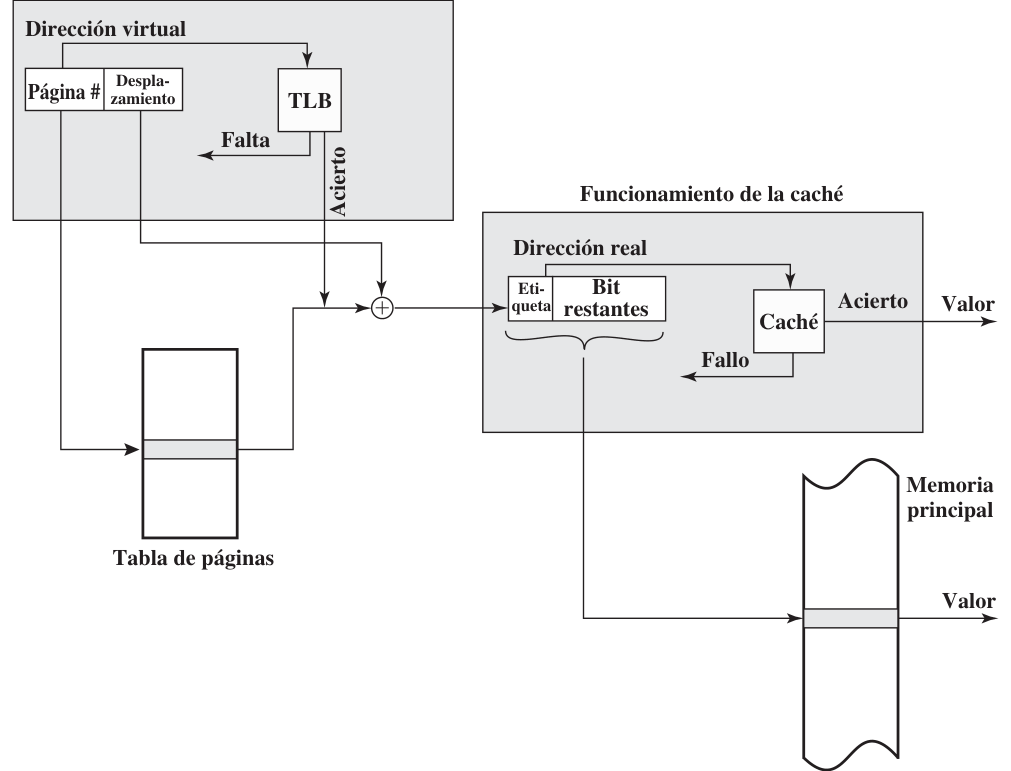 Dirección virtual
Página #
Despla-
zamiento
TLB
Falta
Acierto
Funcionamiento de la caché
Dirección real
Eti-
queta
Bit
restantes
Caché
Acierto
Valor
Fallo
Tabla de páginas
Memoria
principal
Valor